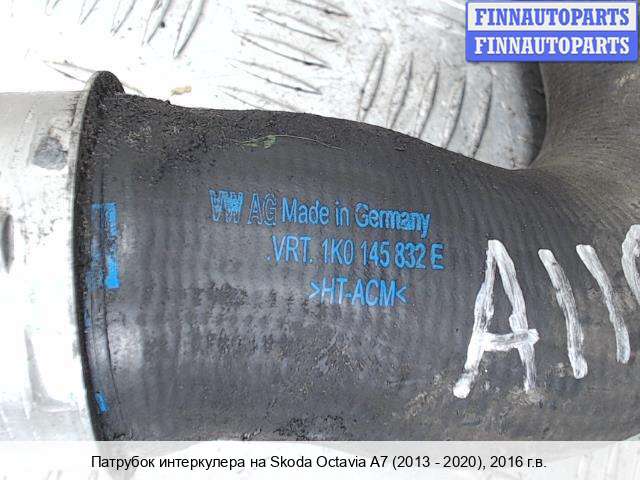 FINNAUTOPARTS
FINNAUTOPARTS
VW AG Made in Germany
.VRT. 1K0 145 832 E
>HT-ACM<
Патрубок интеркулера на Skoda Octavia A7 (2013 - 2020), 2016 г.в.